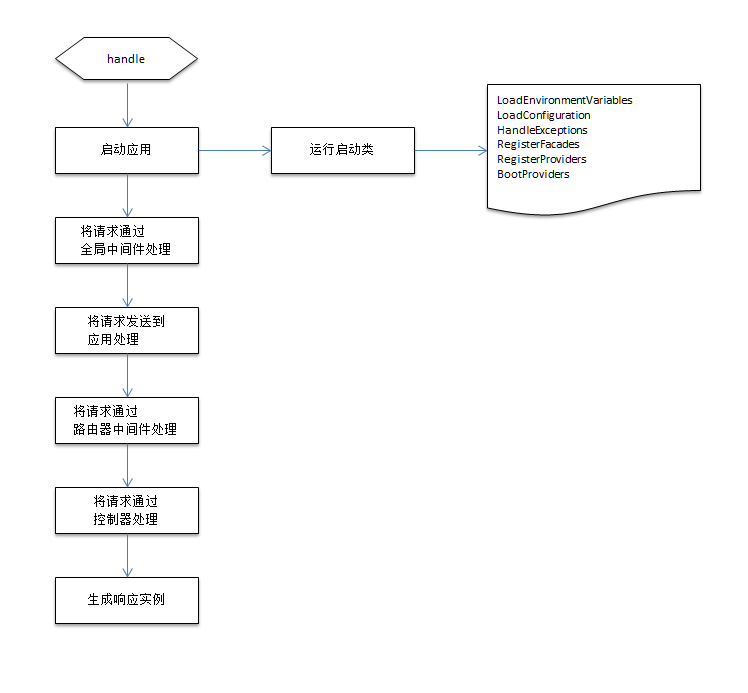 handle
启动应用
运行启动类
LoadEnvironmentVariables
LoadConfiguration
HandleExceptions
RegisterFacades
RegisterProviders
BootProviders
将请求通过
全局中间件处理
将请求发送到
应用处理
将请求通过
路由器中间件处理
将请求通过
控制器处理
生成响应实例